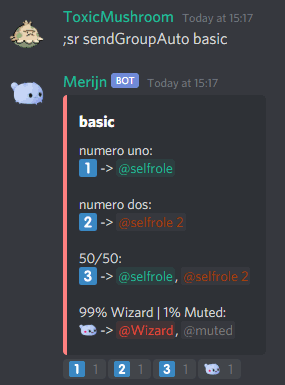 ToxicMushroom Today at 15:17
;sr sendGroupAuto basic
Merijn BOT Today at 15:17
basic
numero uno:
1 -> @selfrole
numero dos:
2 -> @selfrole 2
50/50:
3 -> @selfrole, @selfrole 2
99% Wizard | 1% Muted:
-> @Wizard, @muted
1 1 2 1 3 1 1